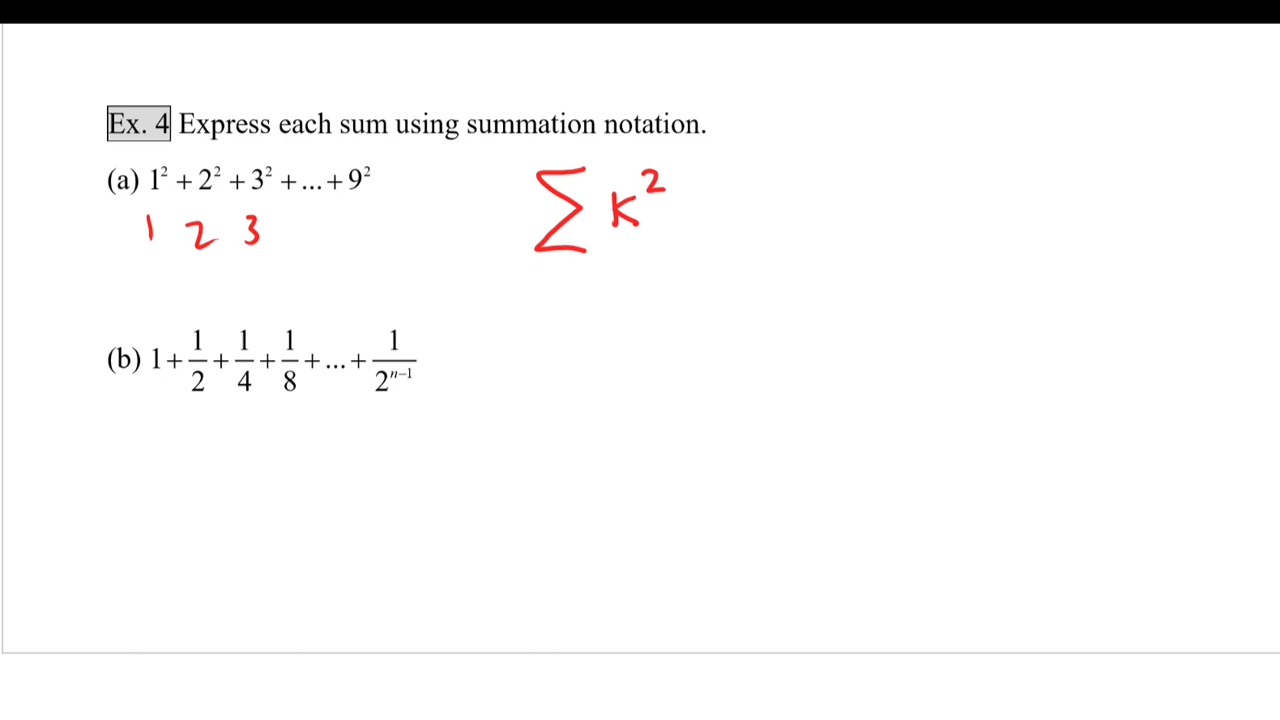 Ex. 4 Express each sum using summation notation.
(a) 1² + 2² + 3² + ... + 9²
∑ k²
1 2 3
(b) 1 + 1/2 + 1/4 + 1/8 + ... + 1/2ⁿ⁻¹